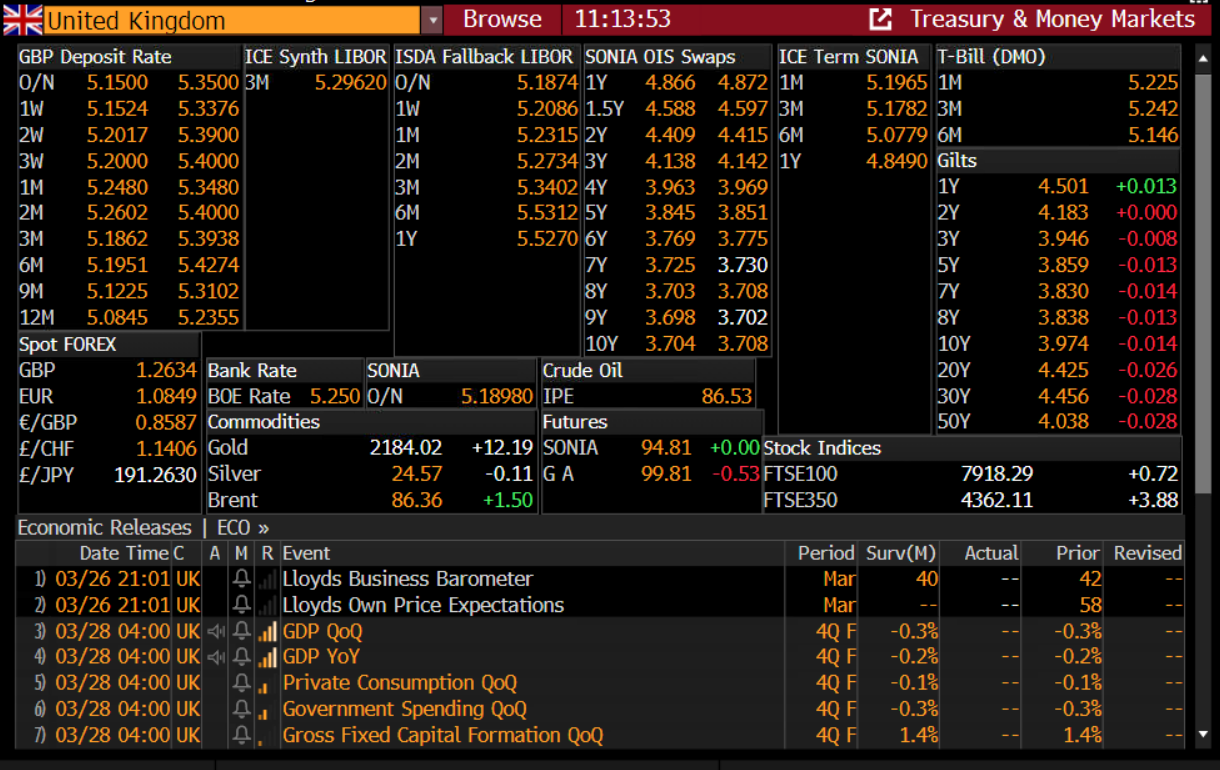 United Kingdom Browse 11:13:53 Treasury & Money Markets
GBP Deposit Rate
O/N 5.1500 5.3500
1W 5.1524 5.3376
2W 5.2017 5.3900
3W 5.2000 5.4000
1M 5.2480 5.3480
2M 5.2602 5.4000
3M 5.1862 5.3938
6M 5.1951 5.4274
9M 5.1225 5.3102
12M 5.0845 5.2355
ICE Synth LIBOR
3M 5.29620
ISDA Fallback LIBOR
O/N 5.1874
1W 5.2086
1M 5.2315
2M 5.2734
3M 5.3402
6M 5.5312
1Y 5.5270
SONIA OIS Swaps
1Y 4.866 4.872
1.5Y 4.588 4.597
2Y 4.409 4.415
3Y 4.138 4.142
4Y 3.963 3.969
5Y 3.845 3.851
6Y 3.769 3.775
7Y 3.725 3.730
8Y 3.703 3.708
9Y 3.698 3.702
10Y 3.704 3.708
ICE Term SONIA
1M 5.1965
3M 5.1782
6M 5.0779
1Y 4.8490
T-Bill (DMO)
1M 5.225
3M 5.242
6M 5.146
Gilts
1Y 4.501 +0.013
2Y 4.183 +0.000
3Y 3.946 -0.008
5Y 3.859 -0.013
7Y 3.830 -0.014
8Y 3.838 -0.013
10Y 3.974 -0.014
20Y 4.425 -0.026
30Y 4.456 -0.028
50Y 4.038 -0.028
Spot FOREX
GBP 1.2634
EUR 1.0849
€/GBP 0.8587
£/CHF 1.1406
£/JPY 191.2630
Bank Rate
BOE Rate 5.250
SONIA
O/N 5.18980
Crude Oil
IPE 86.53
Commodities
Gold 2184.02 +12.19
Silver 24.57 -0.11
Brent 86.36 +1.50
Futures
SONIA 94.81 +0.00
G A 99.81 -0.53
Stock Indices
FTSE100 7918.29 +0.72
FTSE350 4362.11 +3.88
Economic Releases | ECO »
Date Time C A M R Event Period Surv(M) Actual Prior Revised
1) 03/26 21:01 UK Lloyds Business Barometer Mar 40 -- 42 --
2) 03/26 21:01 UK Lloyds Own Price Expectations Mar -- -- 58 --
3) 03/28 04:00 UK GDP QoQ 4Q F -0.3% -- -0.3% --
4) 03/28 04:00 UK GDP YoY 4Q F -0.2% -- -0.2% --
5) 03/28 04:00 UK Private Consumption QoQ 4Q F -0.1% -- -0.1% --
6) 03/28 04:00 UK Government Spending QoQ 4Q F -0.3% -- -0.3% --
7) 03/28 04:00 UK Gross Fixed Capital Formation QoQ 4Q F 1.4% -- 1.4% --